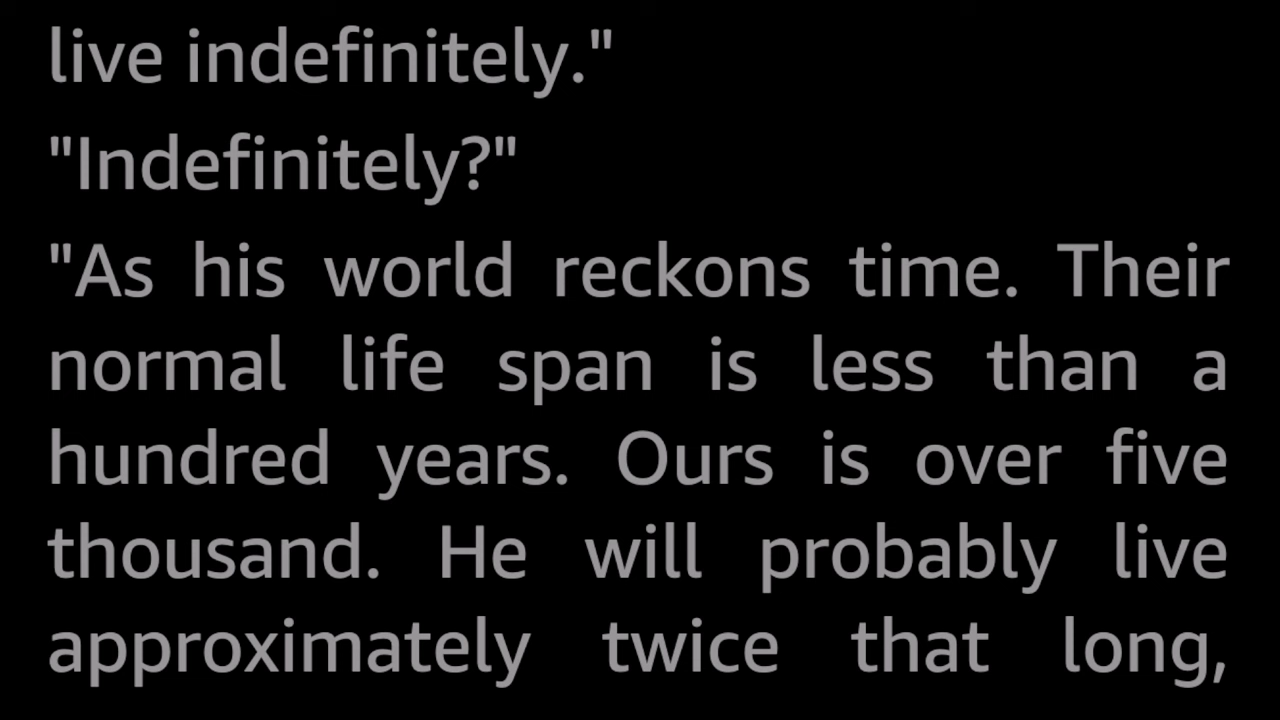 live indefinitely."
"Indefinitely?"
"As his world reckons time. Their
normal life span is less than a
hundred years. Ours is over five
thousand. He will probably live
approximately twice that long,